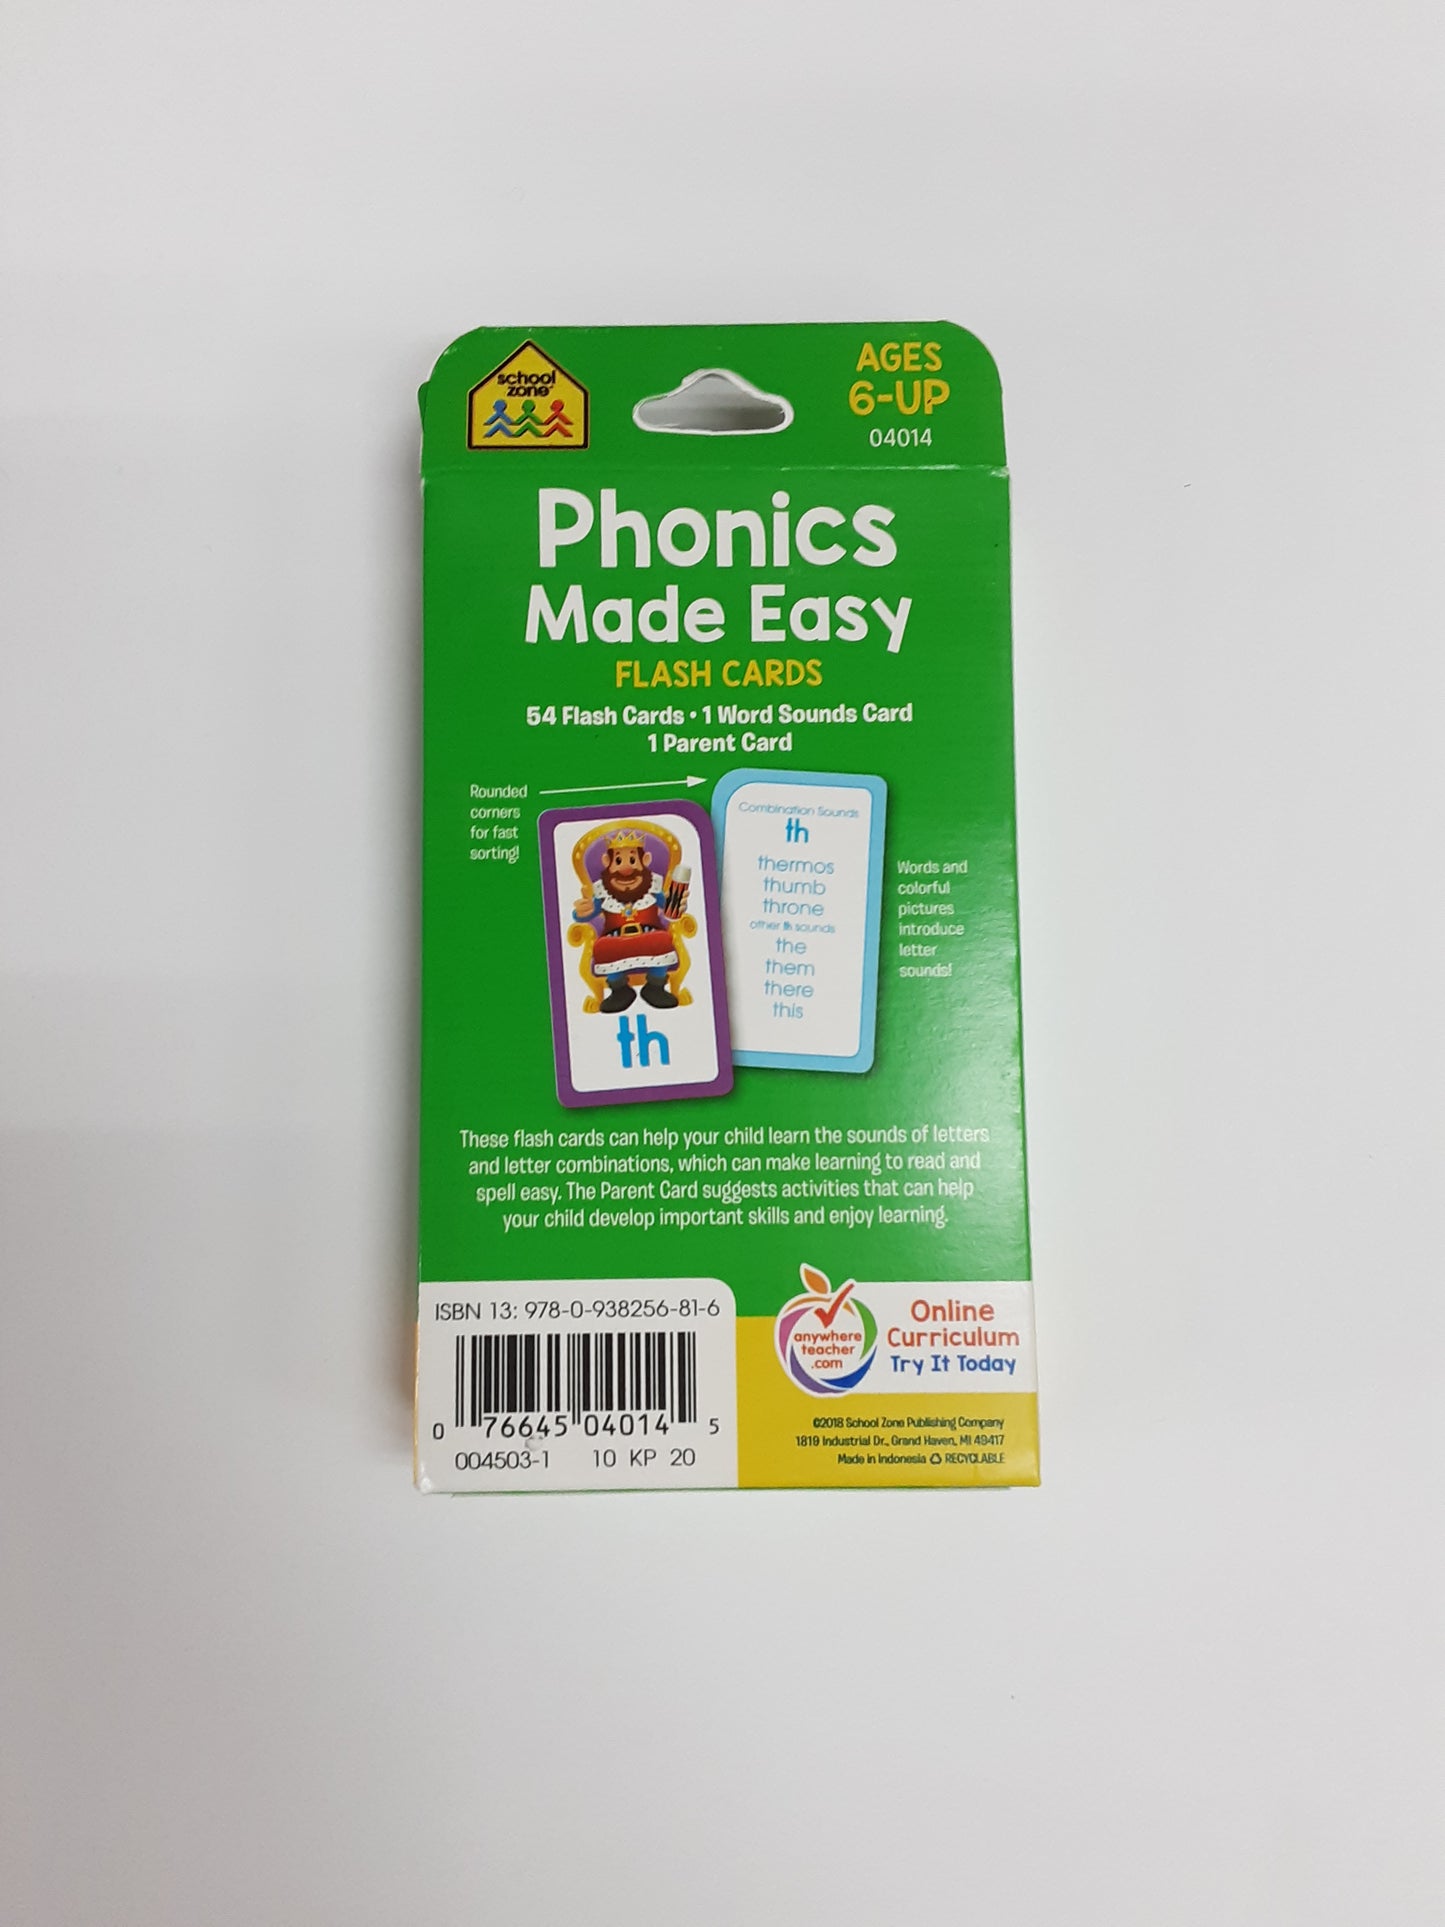 school
zone
AGES
6-UP
04014
Phonics
Made Easy
FLASH CARDS
54 Flash Cards • 1 Word Sounds Card
1 Parent Card
Rounded
corners
for fast
sorting!
th
Combination Sounds
th
thermos
thumb
throne
other th sounds
the
them
there
this
Words and
colorful
pictures
introduce
letter
sounds!
These flash cards can help your child learn the sounds of letters
and letter combinations, which can make learning to read and
spell easy. The Parent Card suggests activities that can help
your child develop important skills and enjoy learning.
ISBN 13: 978-0-938256-81-6
0 76645 04014 5
004503-1 10 KP 20
anywhere
teacher
.com
Online
Curriculum
Try It Today
©2018 School Zone Publishing Company
1819 Industrial Dr., Grand Haven, MI 49417
Made in Indonesia ♺ RECYCLABLE